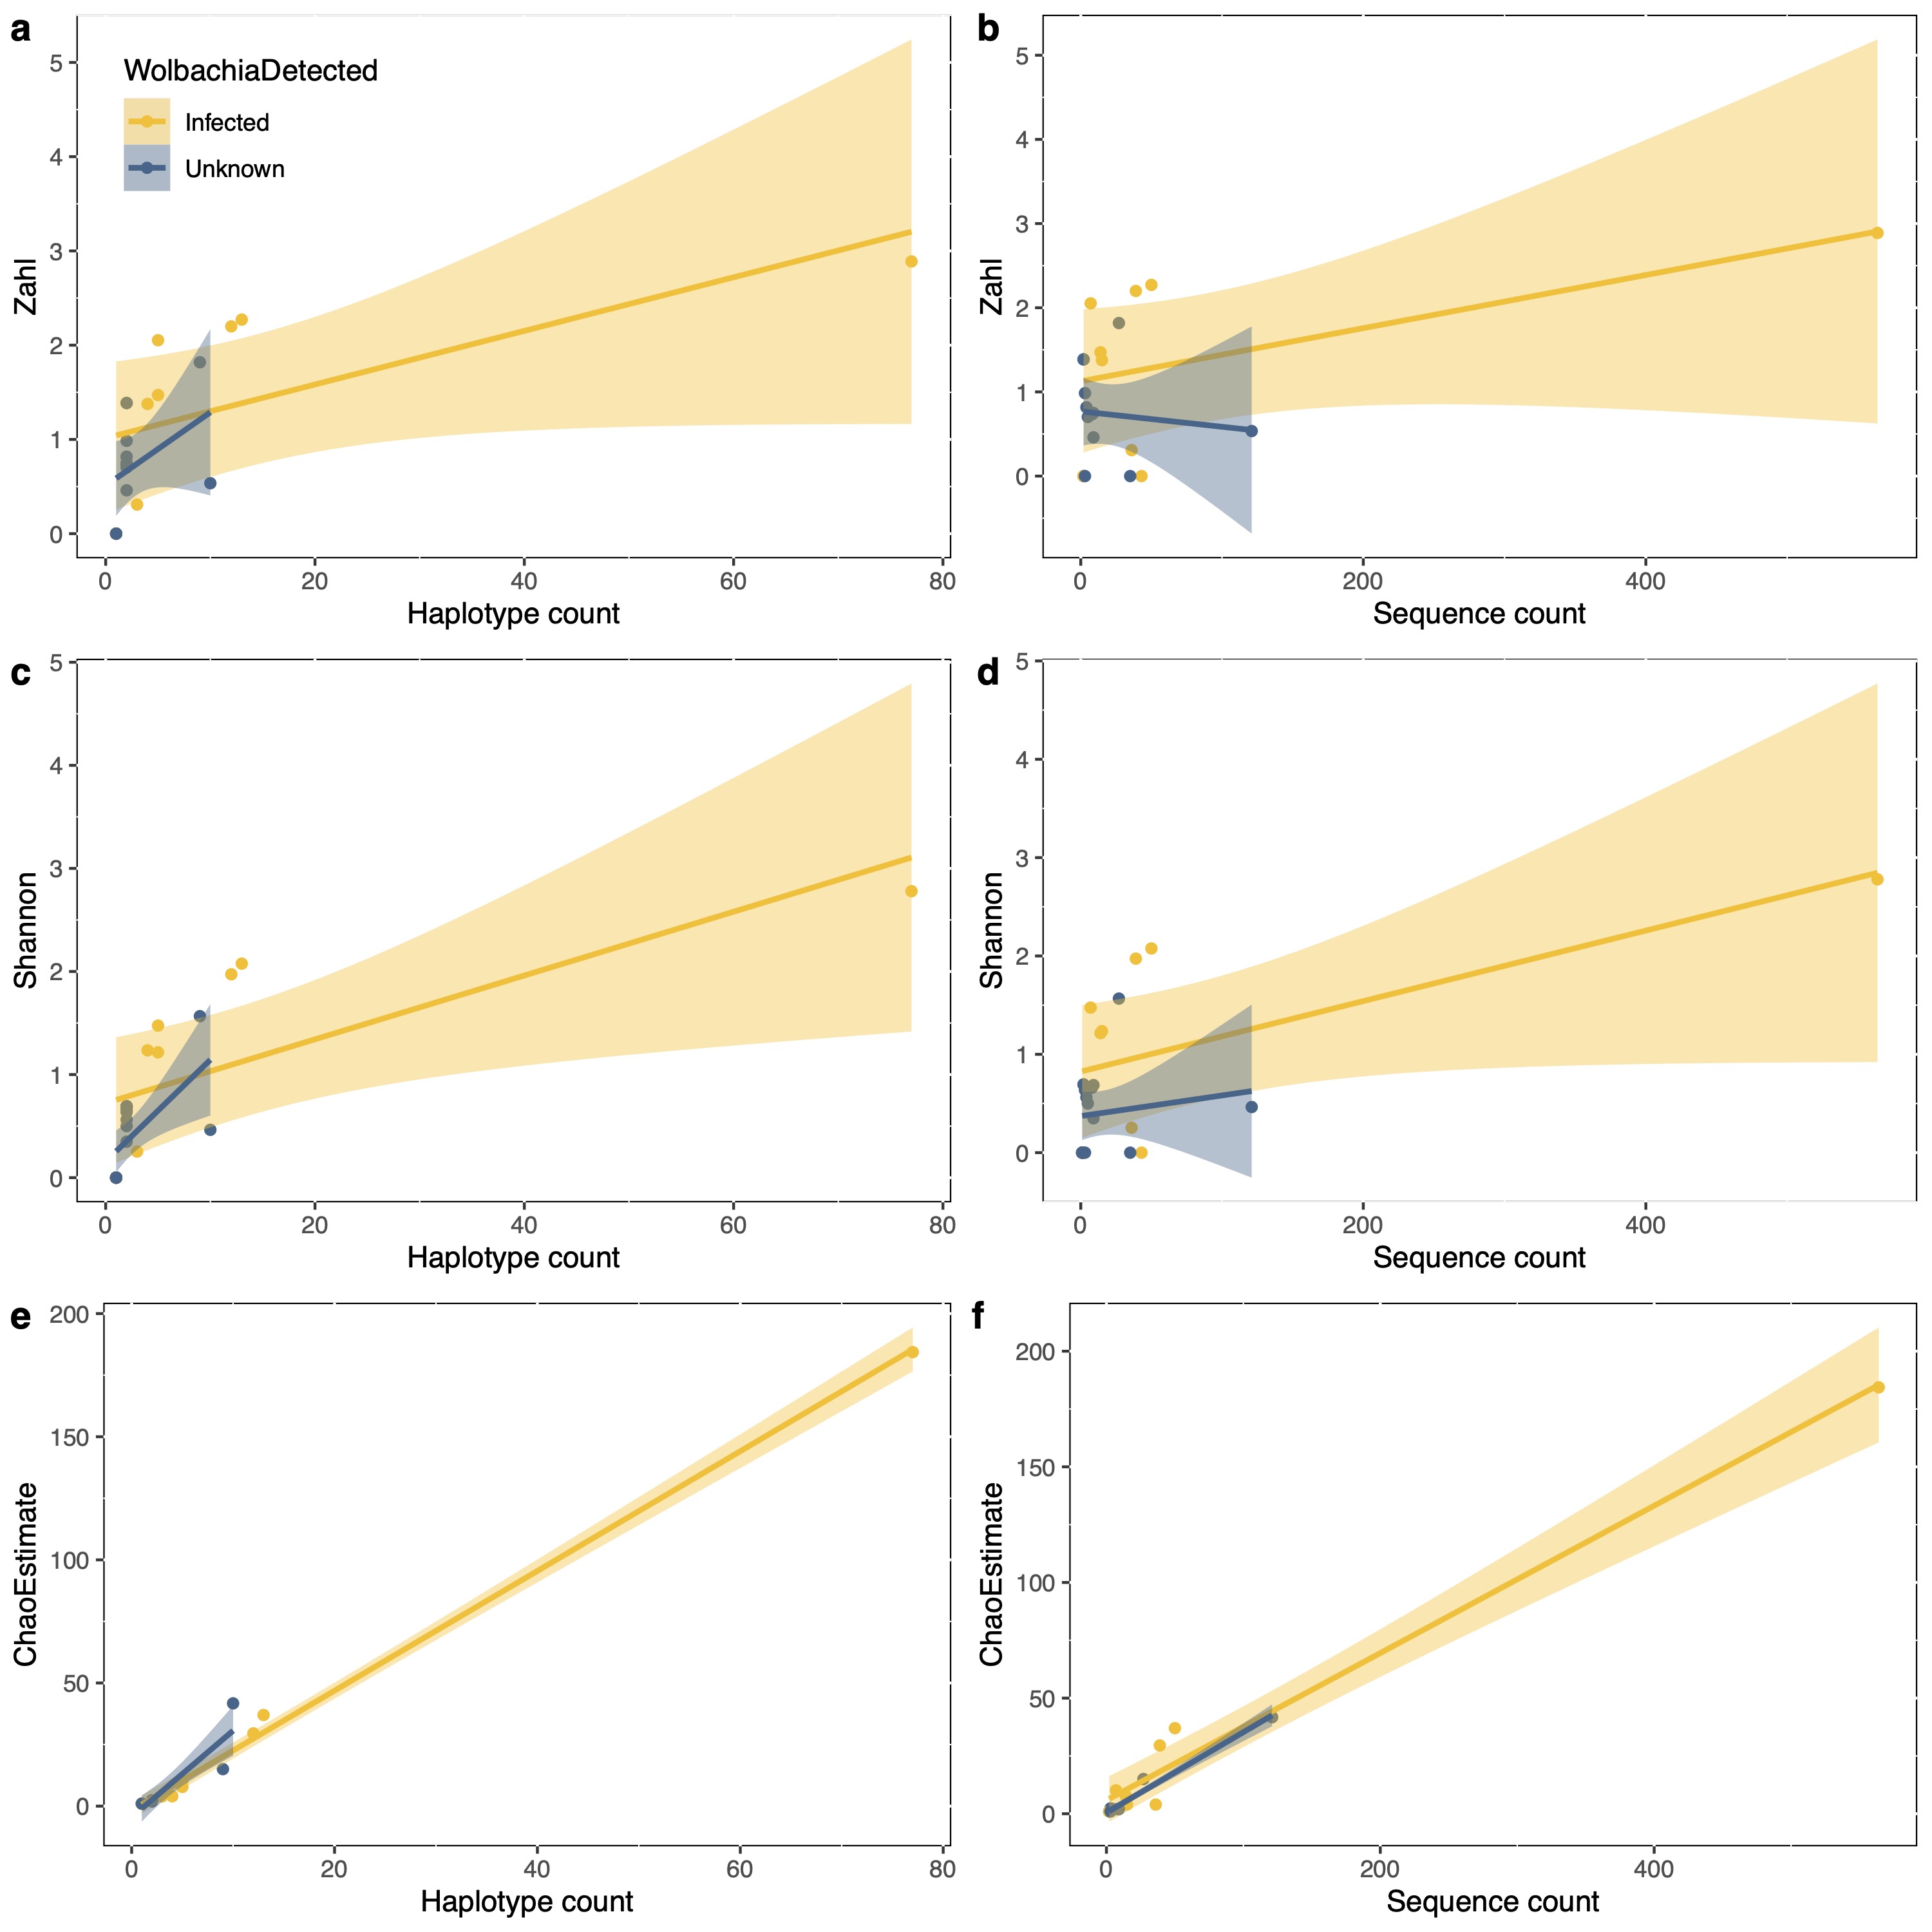 a
5
4
3
2
1
0
Zahl
WolbachiaDetected
Infected
Unknown
0 20 40 60 80
Haplotype count
b
5
4
3
2
1
0
Zahl
0 200 400
Sequence count
c
5
4
3
2
1
0
Shannon
0 20 40 60 80
Haplotype count
d
5
4
3
2
1
0
Shannon
0 200 400
Sequence count
e
200
150
100
50
0
ChaoEstimate
0 20 40 60 80
Haplotype count
f
200
150
100
50
0
ChaoEstimate
0 200 400
Sequence count